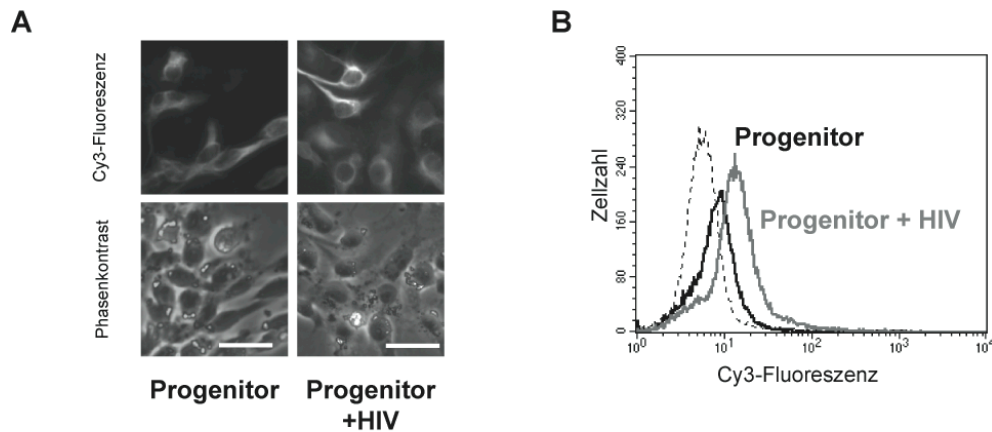 A
Cy3-Fluoreszenz
Phasenkontrast
Progenitor
Progenitor
+HIV
B
Zellzahl
400
320
240
160
80
0
Progenitor
Progenitor + HIV
10⁰
10¹
10²
10³
10⁴
Cy3-Fluoreszenz